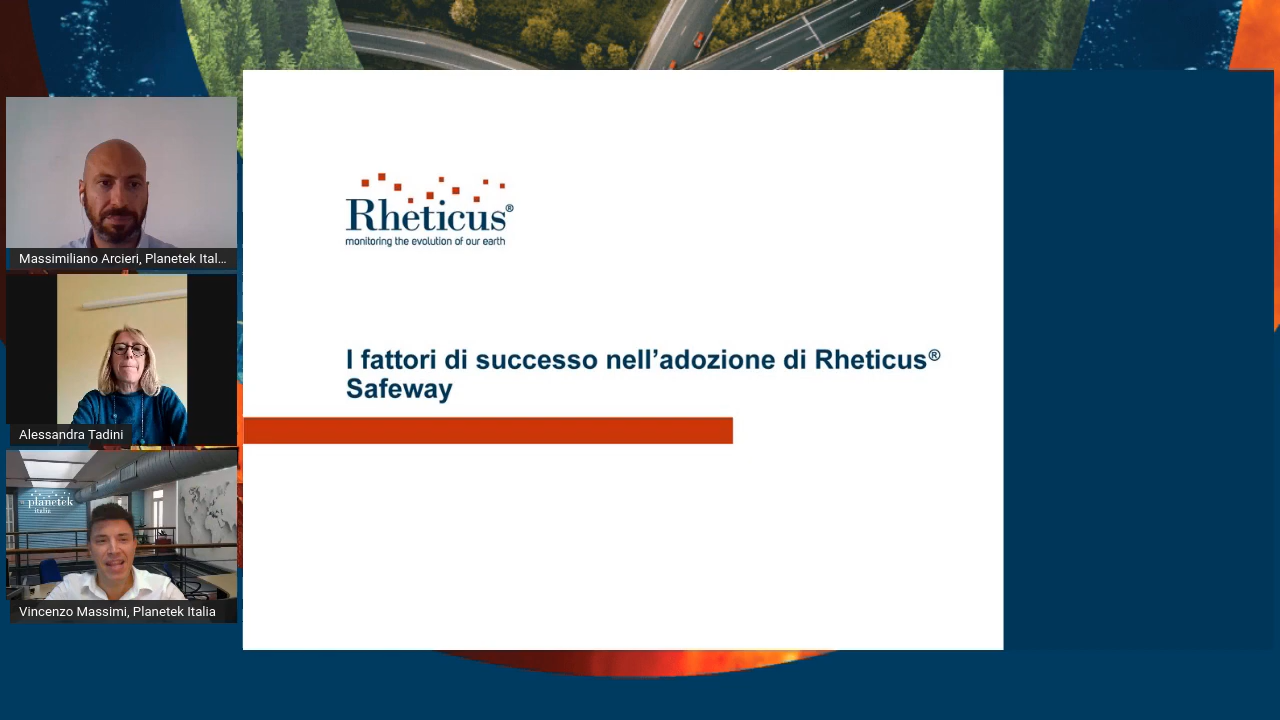 Massimiliano Arcieri, Planetek Ital...
Alessandra Tadini
planetek
italia
Vincenzo Massimi, Planetek Italia
Rheticus®
monitoring the evolution of our earth
I fattori di successo nell’adozione di Rheticus®
Safeway